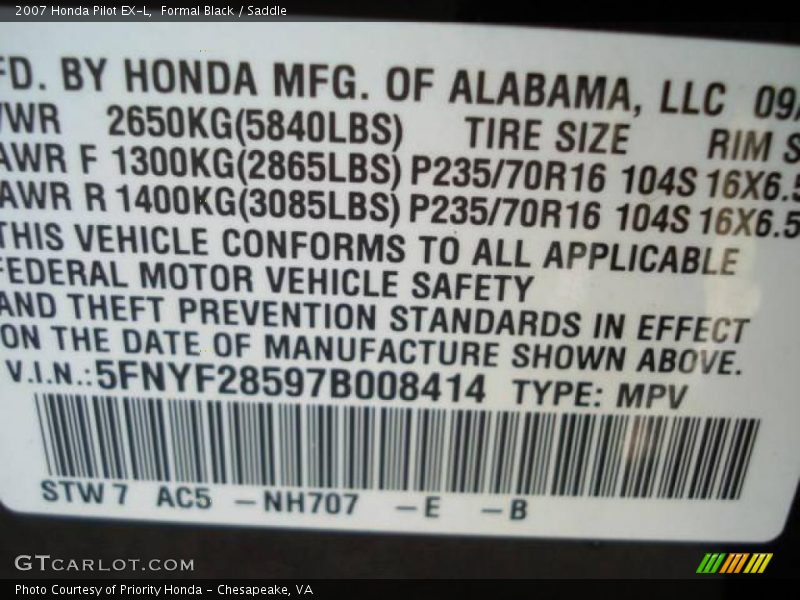 2007 Honda Pilot EX-L, Formal Black / Saddle
FD. BY HONDA MFG. OF ALABAMA, LLC 09/
VWR 2650KG(5840LBS) TIRE SIZE RIM S
AWR F 1300KG(2865LBS) P235/70R16 104S 16X6.5
AWR R 1400KG(3085LBS) P235/70R16 104S 16X6.5
THIS VEHICLE CONFORMS TO ALL APPLICABLE
FEDERAL MOTOR VEHICLE SAFETY
AND THEFT PREVENTION STANDARDS IN EFFECT
ON THE DATE OF MANUFACTURE SHOWN ABOVE.
V.I.N.: 5FNYF28597B008414 TYPE: MPV
STW7 AC5 -NH707 -E -B
GTCARLOT.COM
Photo Courtesy of Priority Honda - Chesapeake, VA